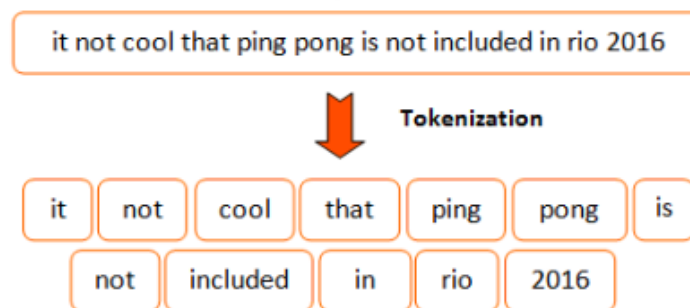 it not cool that ping pong is not included in rio 2016
Tokenization
it not cool that ping pong is
not included in rio 2016